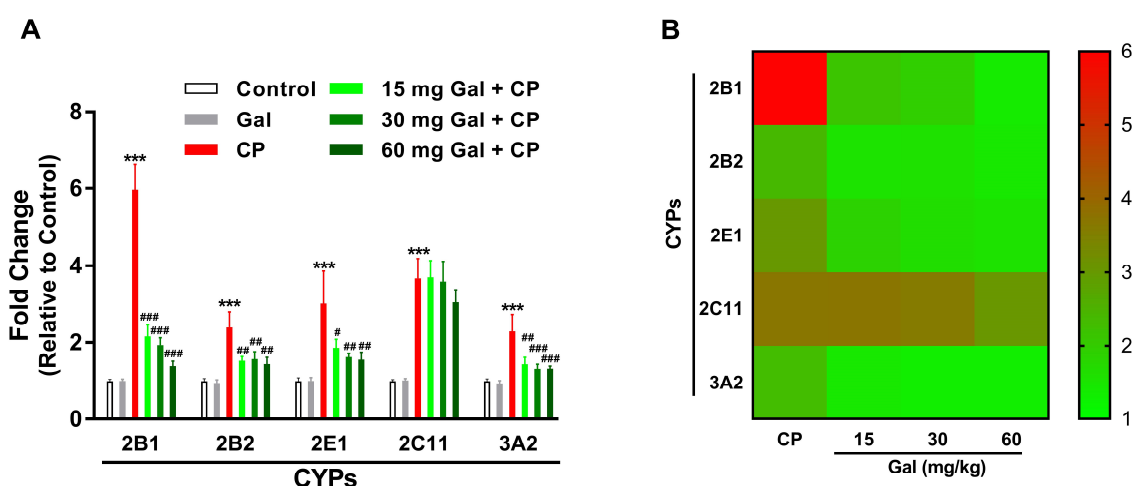 A
Control
Gal
CP
15 mg Gal + CP
30 mg Gal + CP
60 mg Gal + CP
Fold Change
(Relative to Control)
8
6
4
2
0
***
###
###
###
***
##
##
##
***
#
##
##
***
***
##
###
###
2B1 2B2 2E1 2C11 3A2
CYPs
B
CYPs
2B1
2B2
2E1
2C11
3A2
CP 15 30 60
Gal (mg/kg)
6
5
4
3
2
1